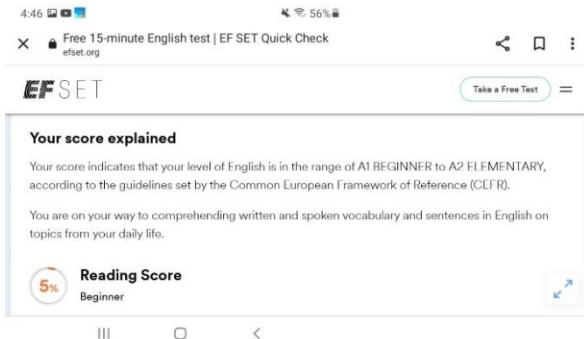 4:46 56%
Free 15-minute English test | EF SET Quick Check
efset.org
EFSET Take a Free Test
Your score explained
Your score indicates that your level of English is in the range of A1 BEGINNER to A2 ELEMENTARY,
according to the guidelines set by the Common European Framework of Reference (CEFR).
You are on your way to comprehending written and spoken vocabulary and sentences in English on
topics from your daily life.
5%
Reading Score
Beginner